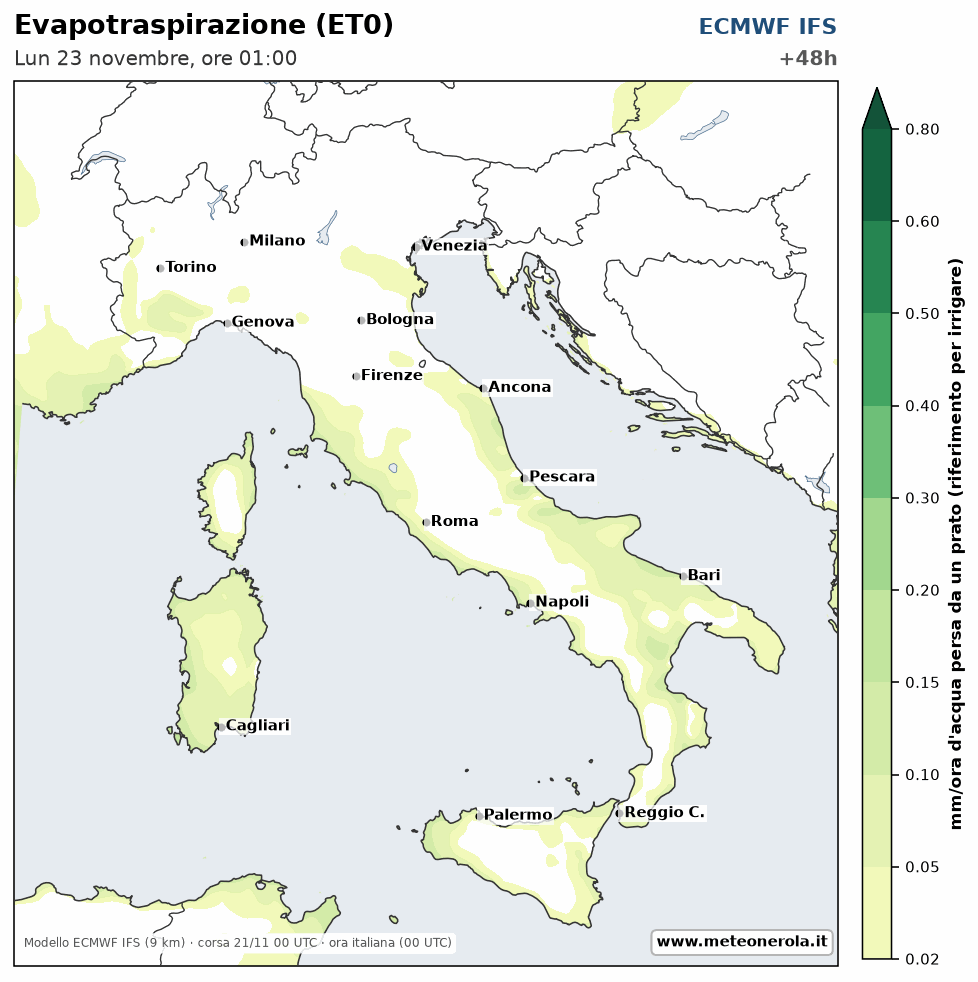 Evapotraspirazione (ET0)
ECMWF IFS
Lun 23 novembre, ore 01:00
+48h
Milano
Venezia
Torino
Genova
Bologna
Firenze
Ancona
Pescara
Roma
Bari
Napoli
Cagliari
Palermo
Reggio C.
0.80
0.60
0.50
0.40
0.30
0.20
0.15
0.10
0.05
0.02
mm/ora d'acqua persa da un prato (riferimento per irrigare)
Modello ECMWF IFS (9 km) · corsa 21/11 00 UTC · ora italiana (00 UTC)
www.meteonerola.it